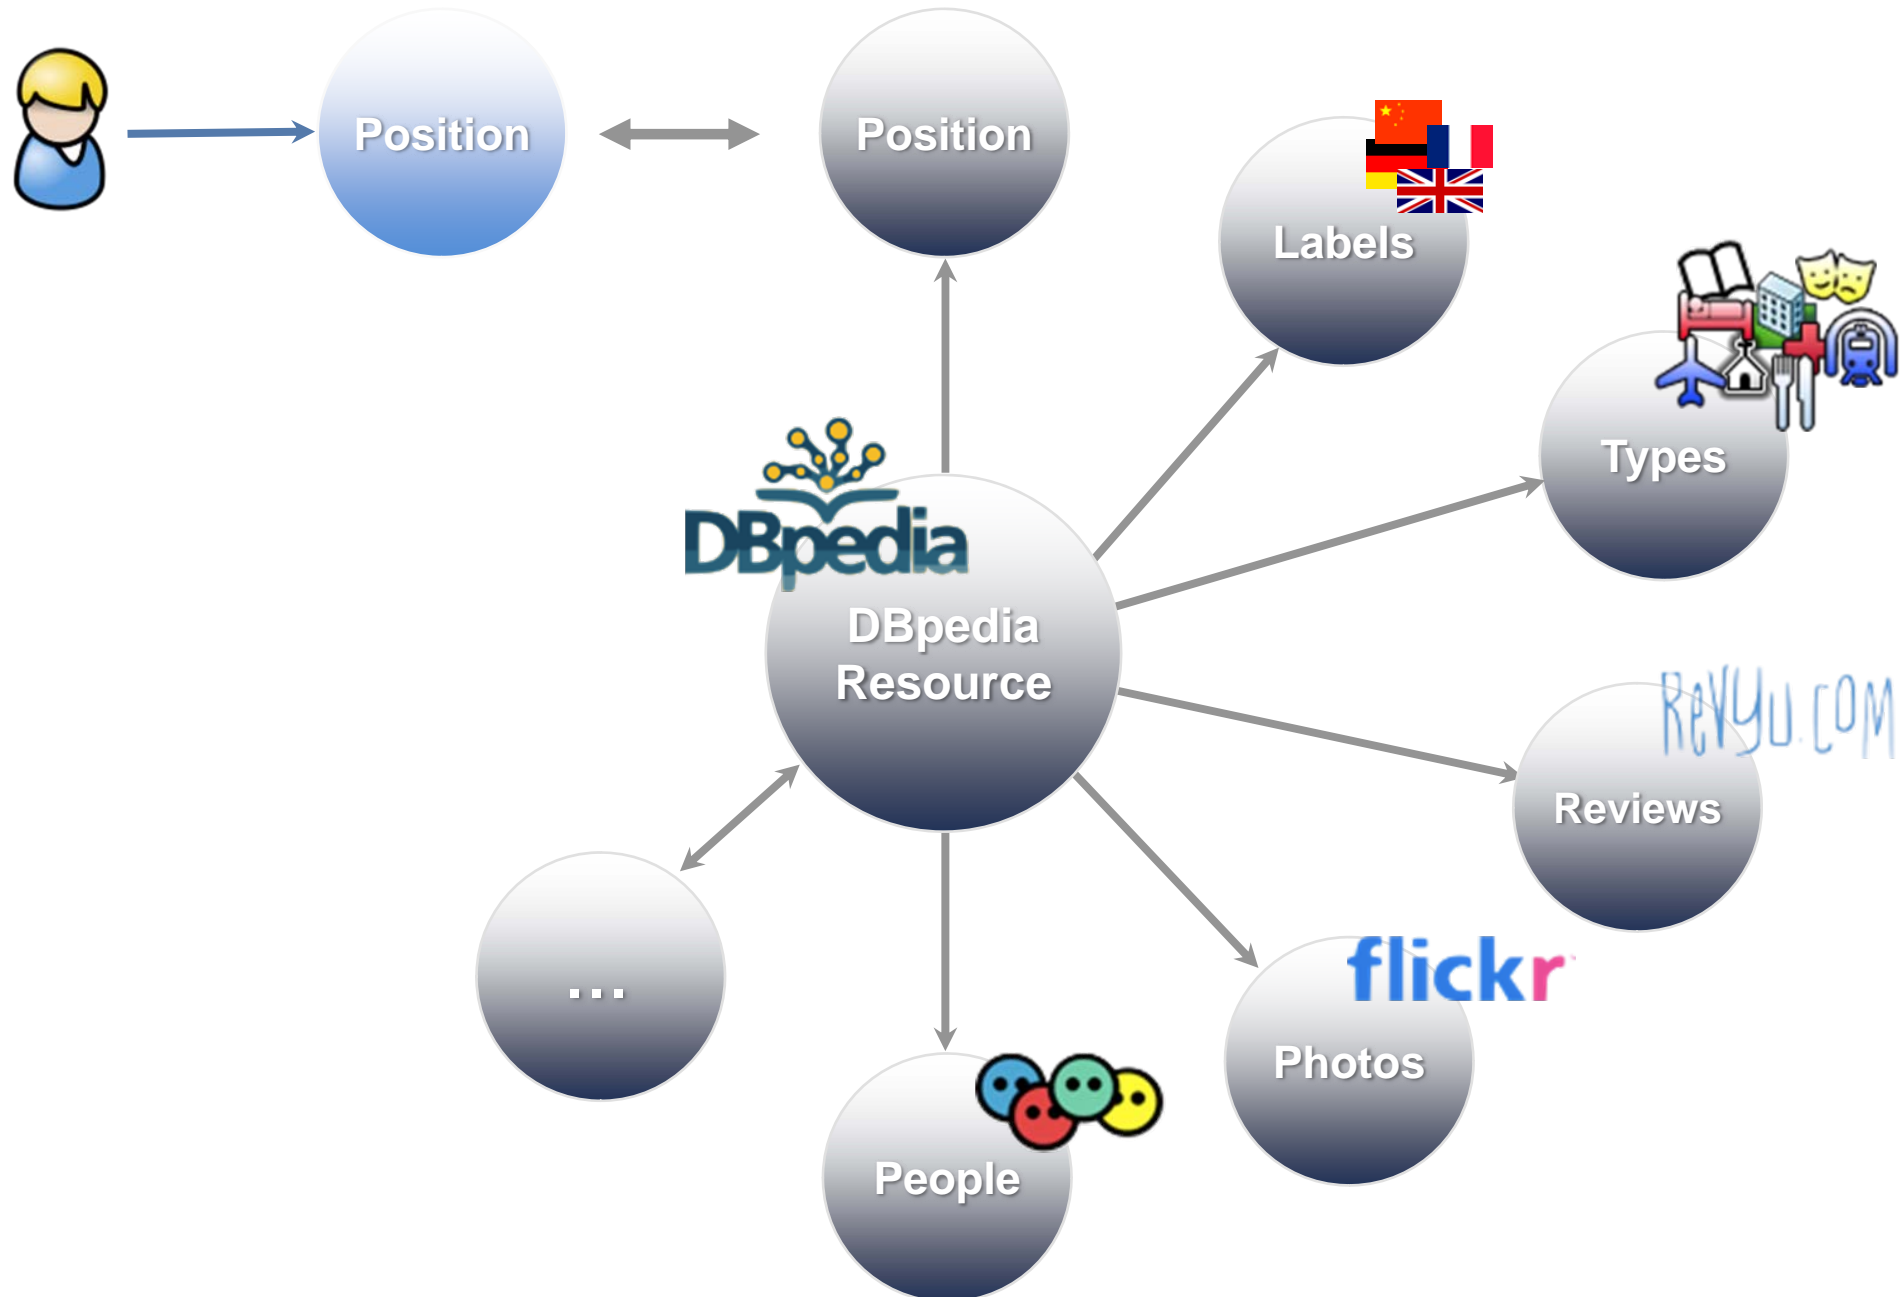 Position
Position
Labels
Types
DBpedia
DBpedia
Resource
Revyu.com
Reviews
...
flickr
Photos
People